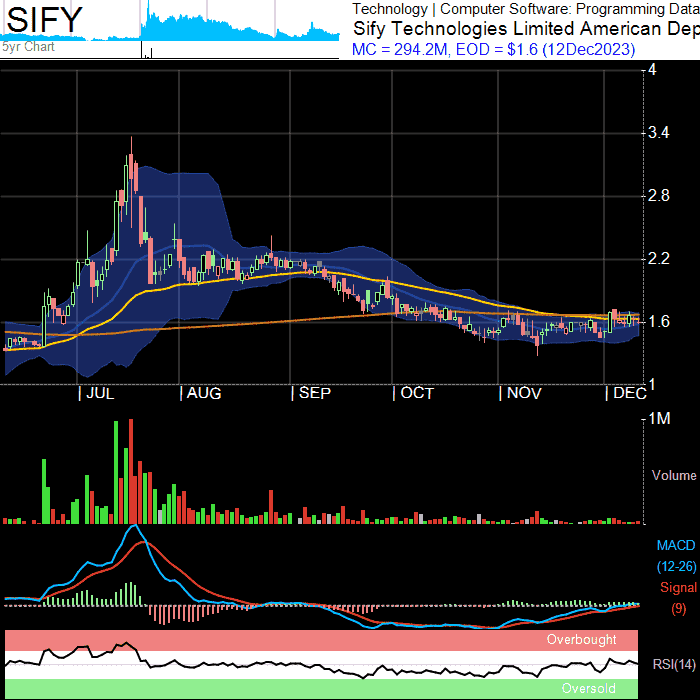 SIFY
5yr Chart
Technology | Computer Software: Programming Data
Sify Technologies Limited American Dep
MC = 294.2M, EOD = $1.6 (12Dec2023)
4
3.4
2.8
2.2
1.6
1
| JUL | AUG | SEP | OCT | NOV | DEC
1M
Volume
MACD
(12-26)
Signal
(9)
Overbought
RSI(14)
Oversold